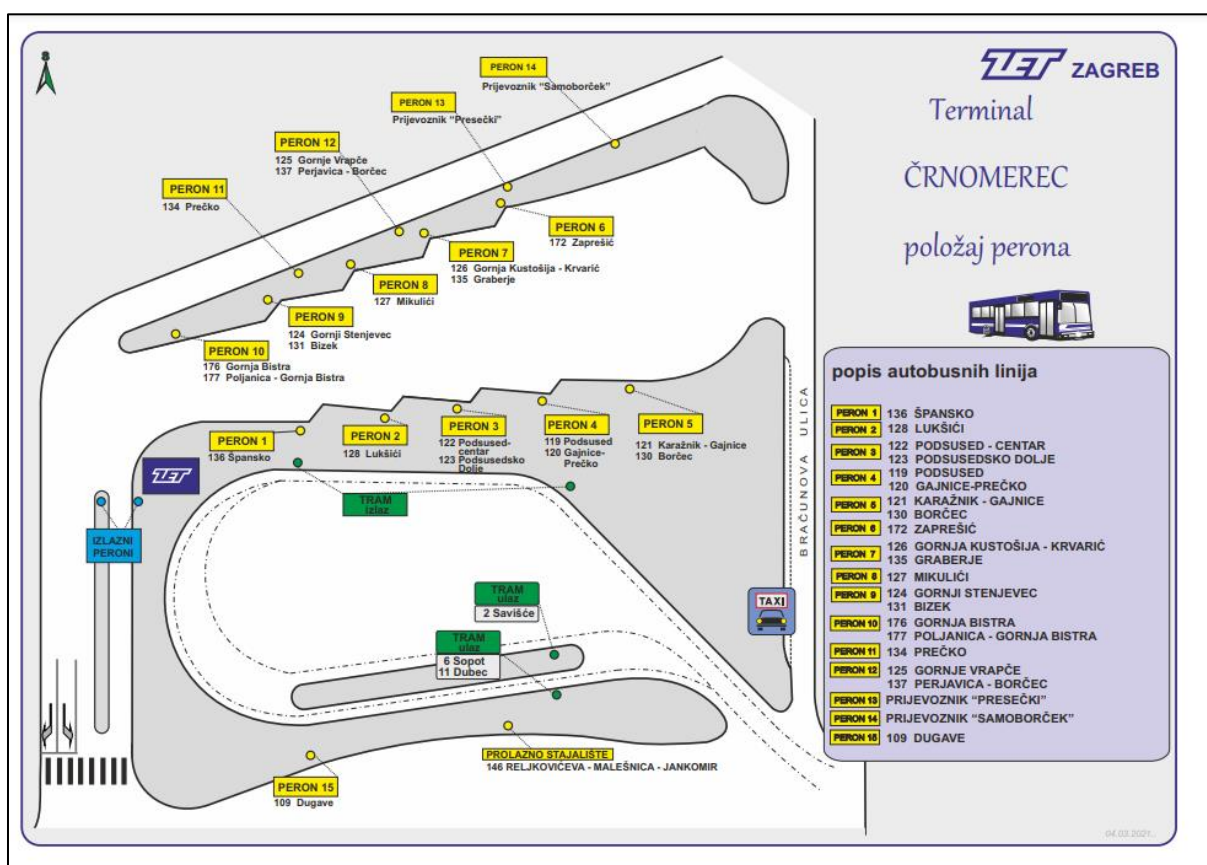 S
ZET ZAGREB
Terminal
ČRNOMEREC
položaj perona
PERON 14
Prijevoznik "Samoborček"
PERON 13
Prijevoznik "Presečki"
PERON 12
125 Gornje Vrapče
137 Perjavica - Borčec
PERON 11
134 Prečko
PERON 6
172 Zaprešić
PERON 7
126 Gornja Kustošija - Krvarić
135 Graberje
PERON 8
127 Mikulići
PERON 9
124 Gornji Stenjevec
131 Bizek
PERON 10
176 Gornja Bistra
177 Poljanica - Gornja Bistra
PERON 1
136 Špansko
PERON 2
128 Lukšići
PERON 3
122 Podsused-
centar
123 Podsusedsko
Dolje
PERON 4
119 Podsused
120 Gajnice-
Prečko
PERON 5
121 Karažnik - Gajnice
130 Borčec
ZET
TRAM
izlaz
IZLAZNI
PERONI
BRAČUNOVA ULICA
TAXI
TRAM
ulaz
2 Savišće
TRAM
ulaz
6 Sopot
11 Dubec
PROLAZNO STAJALIŠTE
146 RELJKOVIĆEVA - MALEŠNICA - JANKOMIR
PERON 15
109 Dugave
popis autobusnih linija
PERON 1 136 ŠPANSKO
PERON 2 128 LUKŠIĆI
PERON 3 122 PODSUSED - CENTAR
123 PODSUSEDSKO DOLJE
PERON 4 119 PODSUSED
120 GAJNICE-PREČKO
PERON 5 121 KARAŽNIK - GAJNICE
130 BORČEC
PERON 6 172 ZAPREŠIĆ
PERON 7 126 GORNJA KUSTOŠIJA - KRVARIĆ
135 GRABERJE
PERON 8 127 MIKULIĆI
PERON 9 124 GORNJI STENJEVEC
131 BIZEK
PERON 10 176 GORNJA BISTRA
177 POLJANICA - GORNJA BISTRA
PERON 11 134 PREČKO
PERON 12 125 GORNJE VRAPČE
137 PERJAVICA - BORČEC
PERON 13 PRIJEVOZNIK "PRESEČKI"
PERON 14 PRIJEVOZNIK "SAMOBORČEK"
PERON 15 109 DUGAVE
04.03.2021..